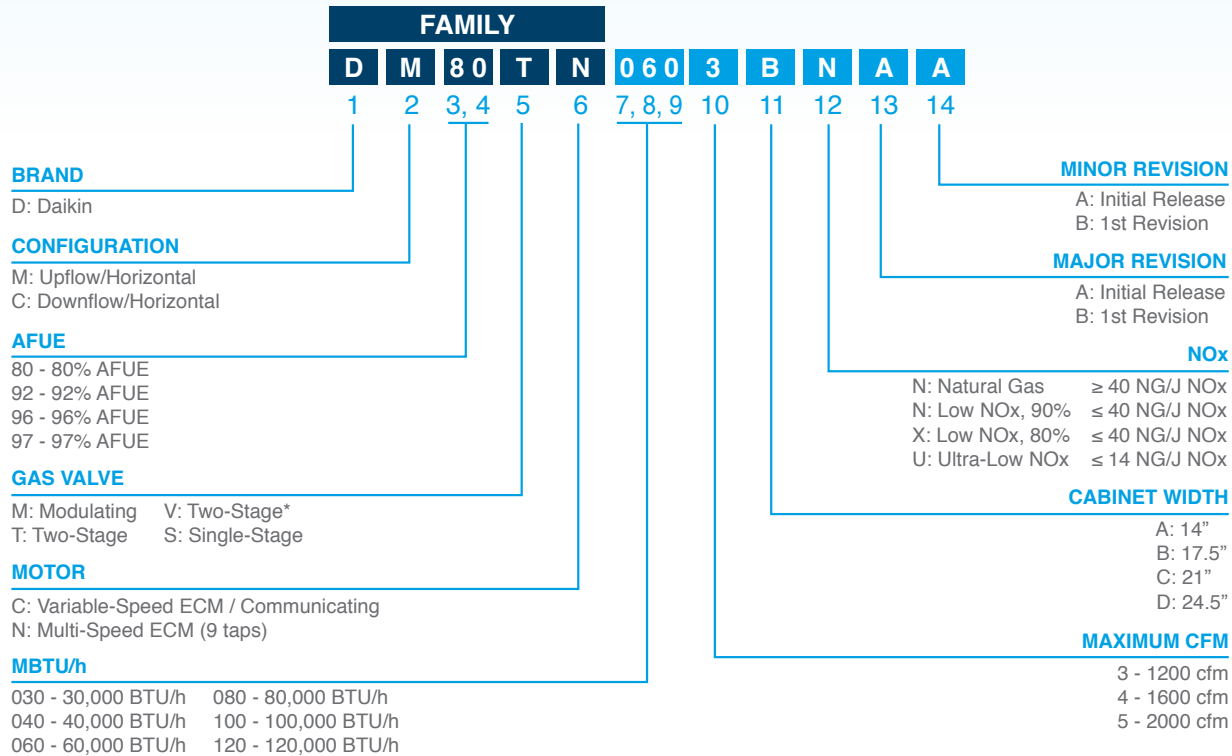 FAMILY
D M 8 0 T N 0 6 0 3 B N A A
1 2 3, 4 5 6 7, 8, 9 10 11 12 13 14
BRAND
D: Daikin
CONFIGURATION
M: Upflow/Horizontal
C: Downflow/Horizontal
AFUE
80 - 80% AFUE
92 - 92% AFUE
96 - 96% AFUE
97 - 97% AFUE
GAS VALVE
M: Modulating V: Two-Stage*
T: Two-Stage S: Single-Stage
MOTOR
C: Variable-Speed ECM / Communicating
N: Multi-Speed ECM (9 taps)
MBTU/h
030 - 30,000 BTU/h 080 - 80,000 BTU/h
040 - 40,000 BTU/h 100 - 100,000 BTU/h
060 - 60,000 BTU/h 120 - 120,000 BTU/h
MINOR REVISION
A: Initial Release
B: 1st Revision
MAJOR REVISION
A: Initial Release
B: 1st Revision
NOx
N: Natural Gas ≥ 40 NG/J NOx
N: Low NOx, 90% ≤ 40 NG/J NOx
X: Low NOx, 80% ≤ 40 NG/J NOx
U: Ultra-Low NOx ≤ 14 NG/J NOx
CABINET WIDTH
A: 14”
B: 17.5”
C: 21”
D: 24.5”
MAXIMUM CFM
3 - 1200 cfm
4 - 1600 cfm
5 - 2000 cfm